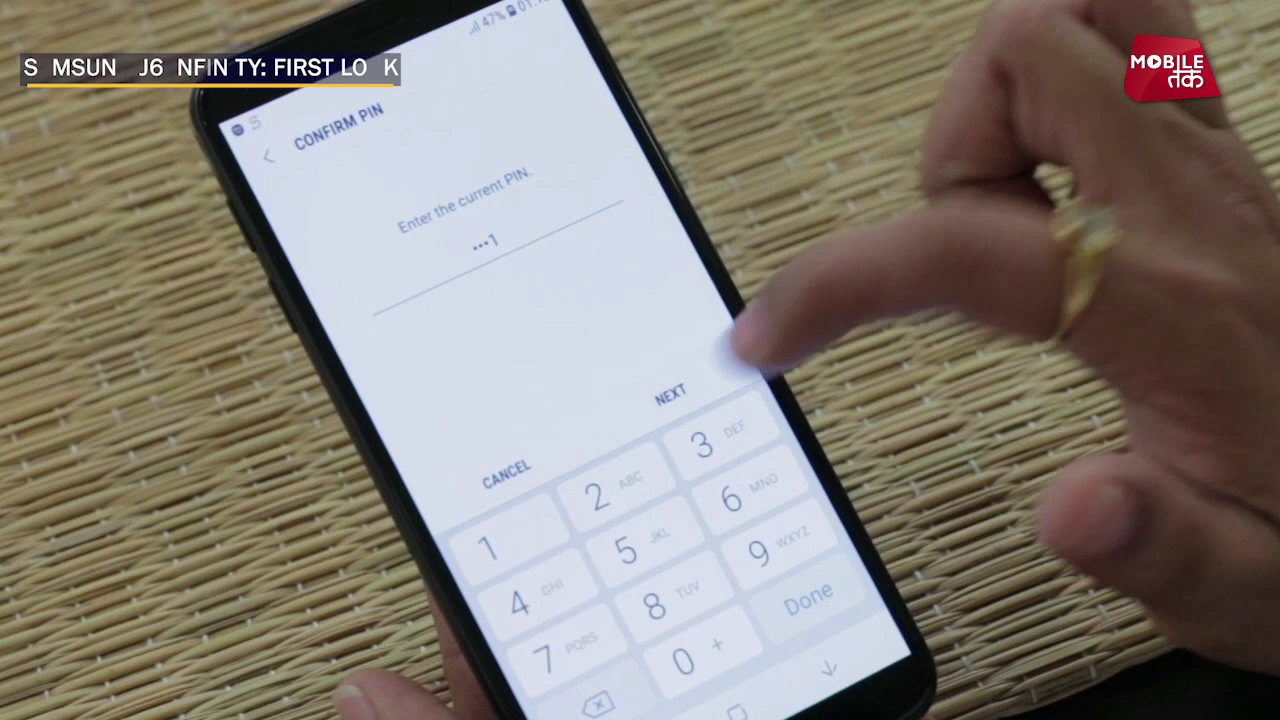 S MSUN J6 NFIN TY: FIRST LO K
MOBILE
तक
47%
CONFIRM PIN
Enter the current PIN.
•••1
CANCEL NEXT
1 2 ABC 3 DEF
4 GHI 5 JKL 6 MNO
7 PQRS 8 TUV 9 WXYZ
0 + Done